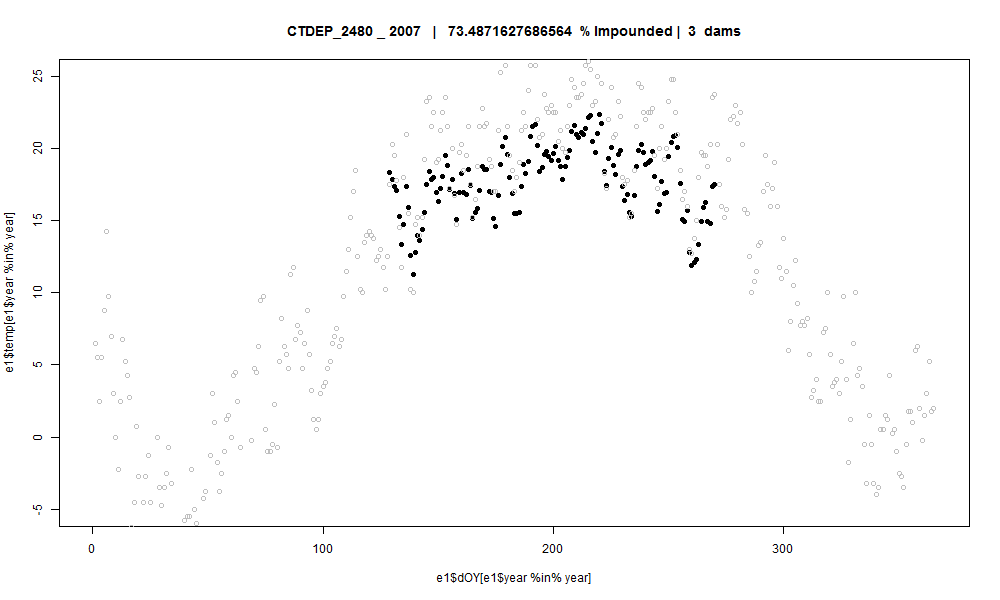 CTDEP_2480 _ 2007 | 73.4871627686564 % Impounded | 3 dams
e1$temp[e1$year %in% year]
25
20
15
10
5
0
-5
0 100 200 300
e1$dOY[e1$year %in% year]